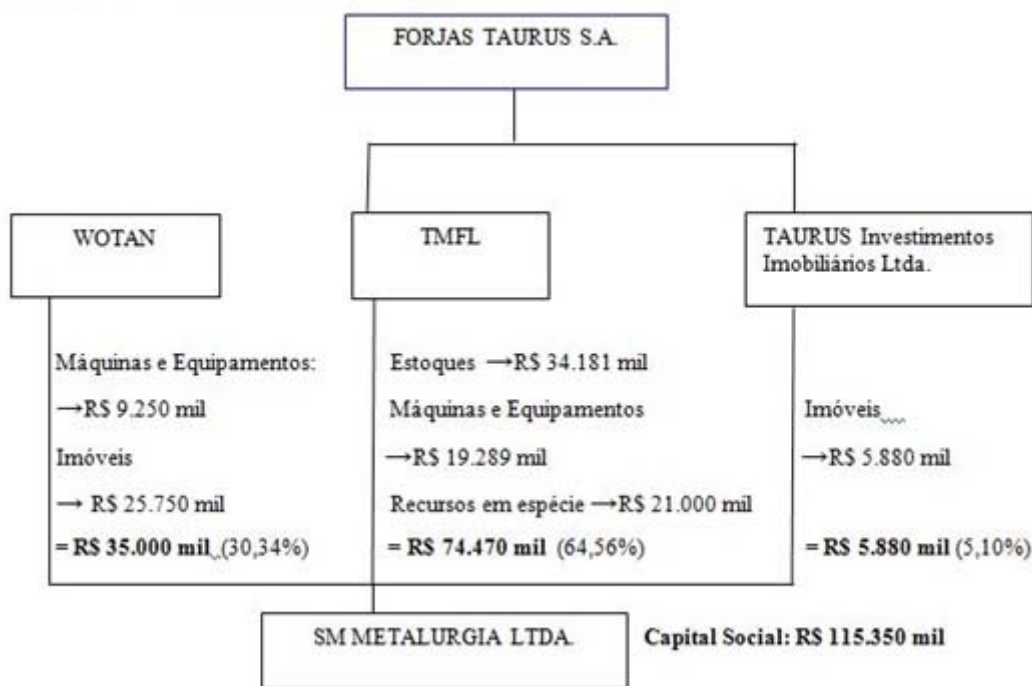 FORJAS TAURUS S.A.
WOTAN
TMFL
TAURUS Investimentos
Imobiliários Ltda.
Máquinas e Equipamentos:
→R$ 9.250 mil
Imóveis
→ R$ 25.750 mil
= R$ 35.000 mil (30,34%)
Estoques →R$ 34.181 mil
Máquinas e Equipamentos
→R$ 19.289 mil
Recursos em espécie →R$ 21.000 mil
= R$ 74.470 mil (64,56%)
Imóveis
→R$ 5.880 mil
= R$ 5.880 mil (5,10%)
SM METALURGIA LTDA.
Capital Social: R$ 115.350 mil